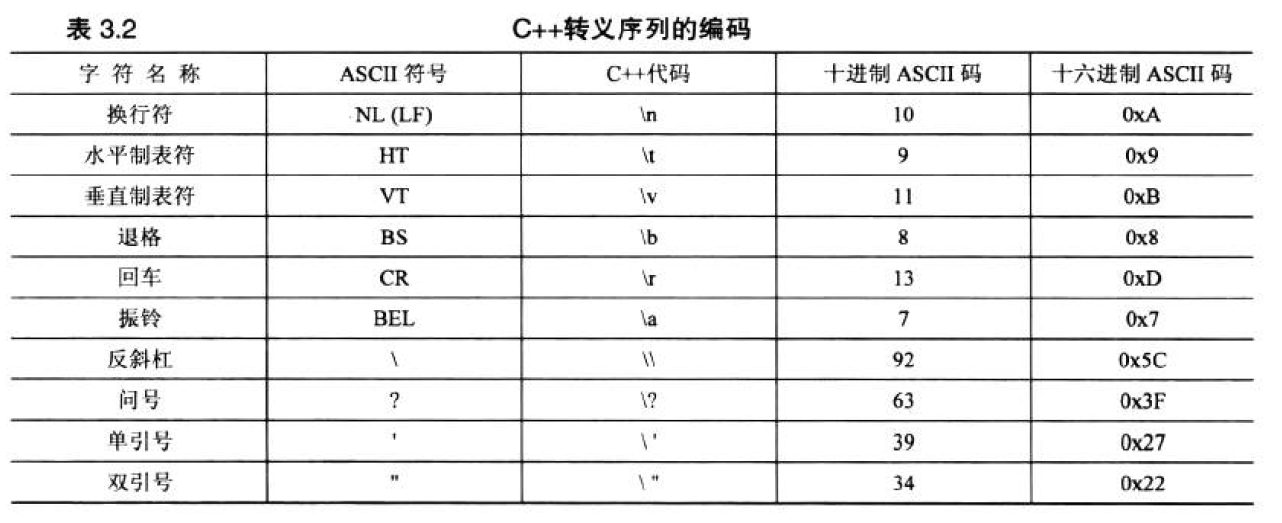 表 3.2 C++转义序列的编码
字 符 名 称 ASCII 符号 C++代码 十进制 ASCII 码 十六进制 ASCII 码
换行符 NL (LF) \n 10 0xA
水平制表符 HT \t 9 0x9
垂直制表符 VT \v 11 0xB
退格 BS \b 8 0x8
回车 CR \r 13 0xD
振铃 BEL \a 7 0x7
反斜杠 \ \\ 92 0x5C
问号 ? \? 63 0x3F
单引号 ' \ ' 39 0x27
双引号 " \ " 34 0x22